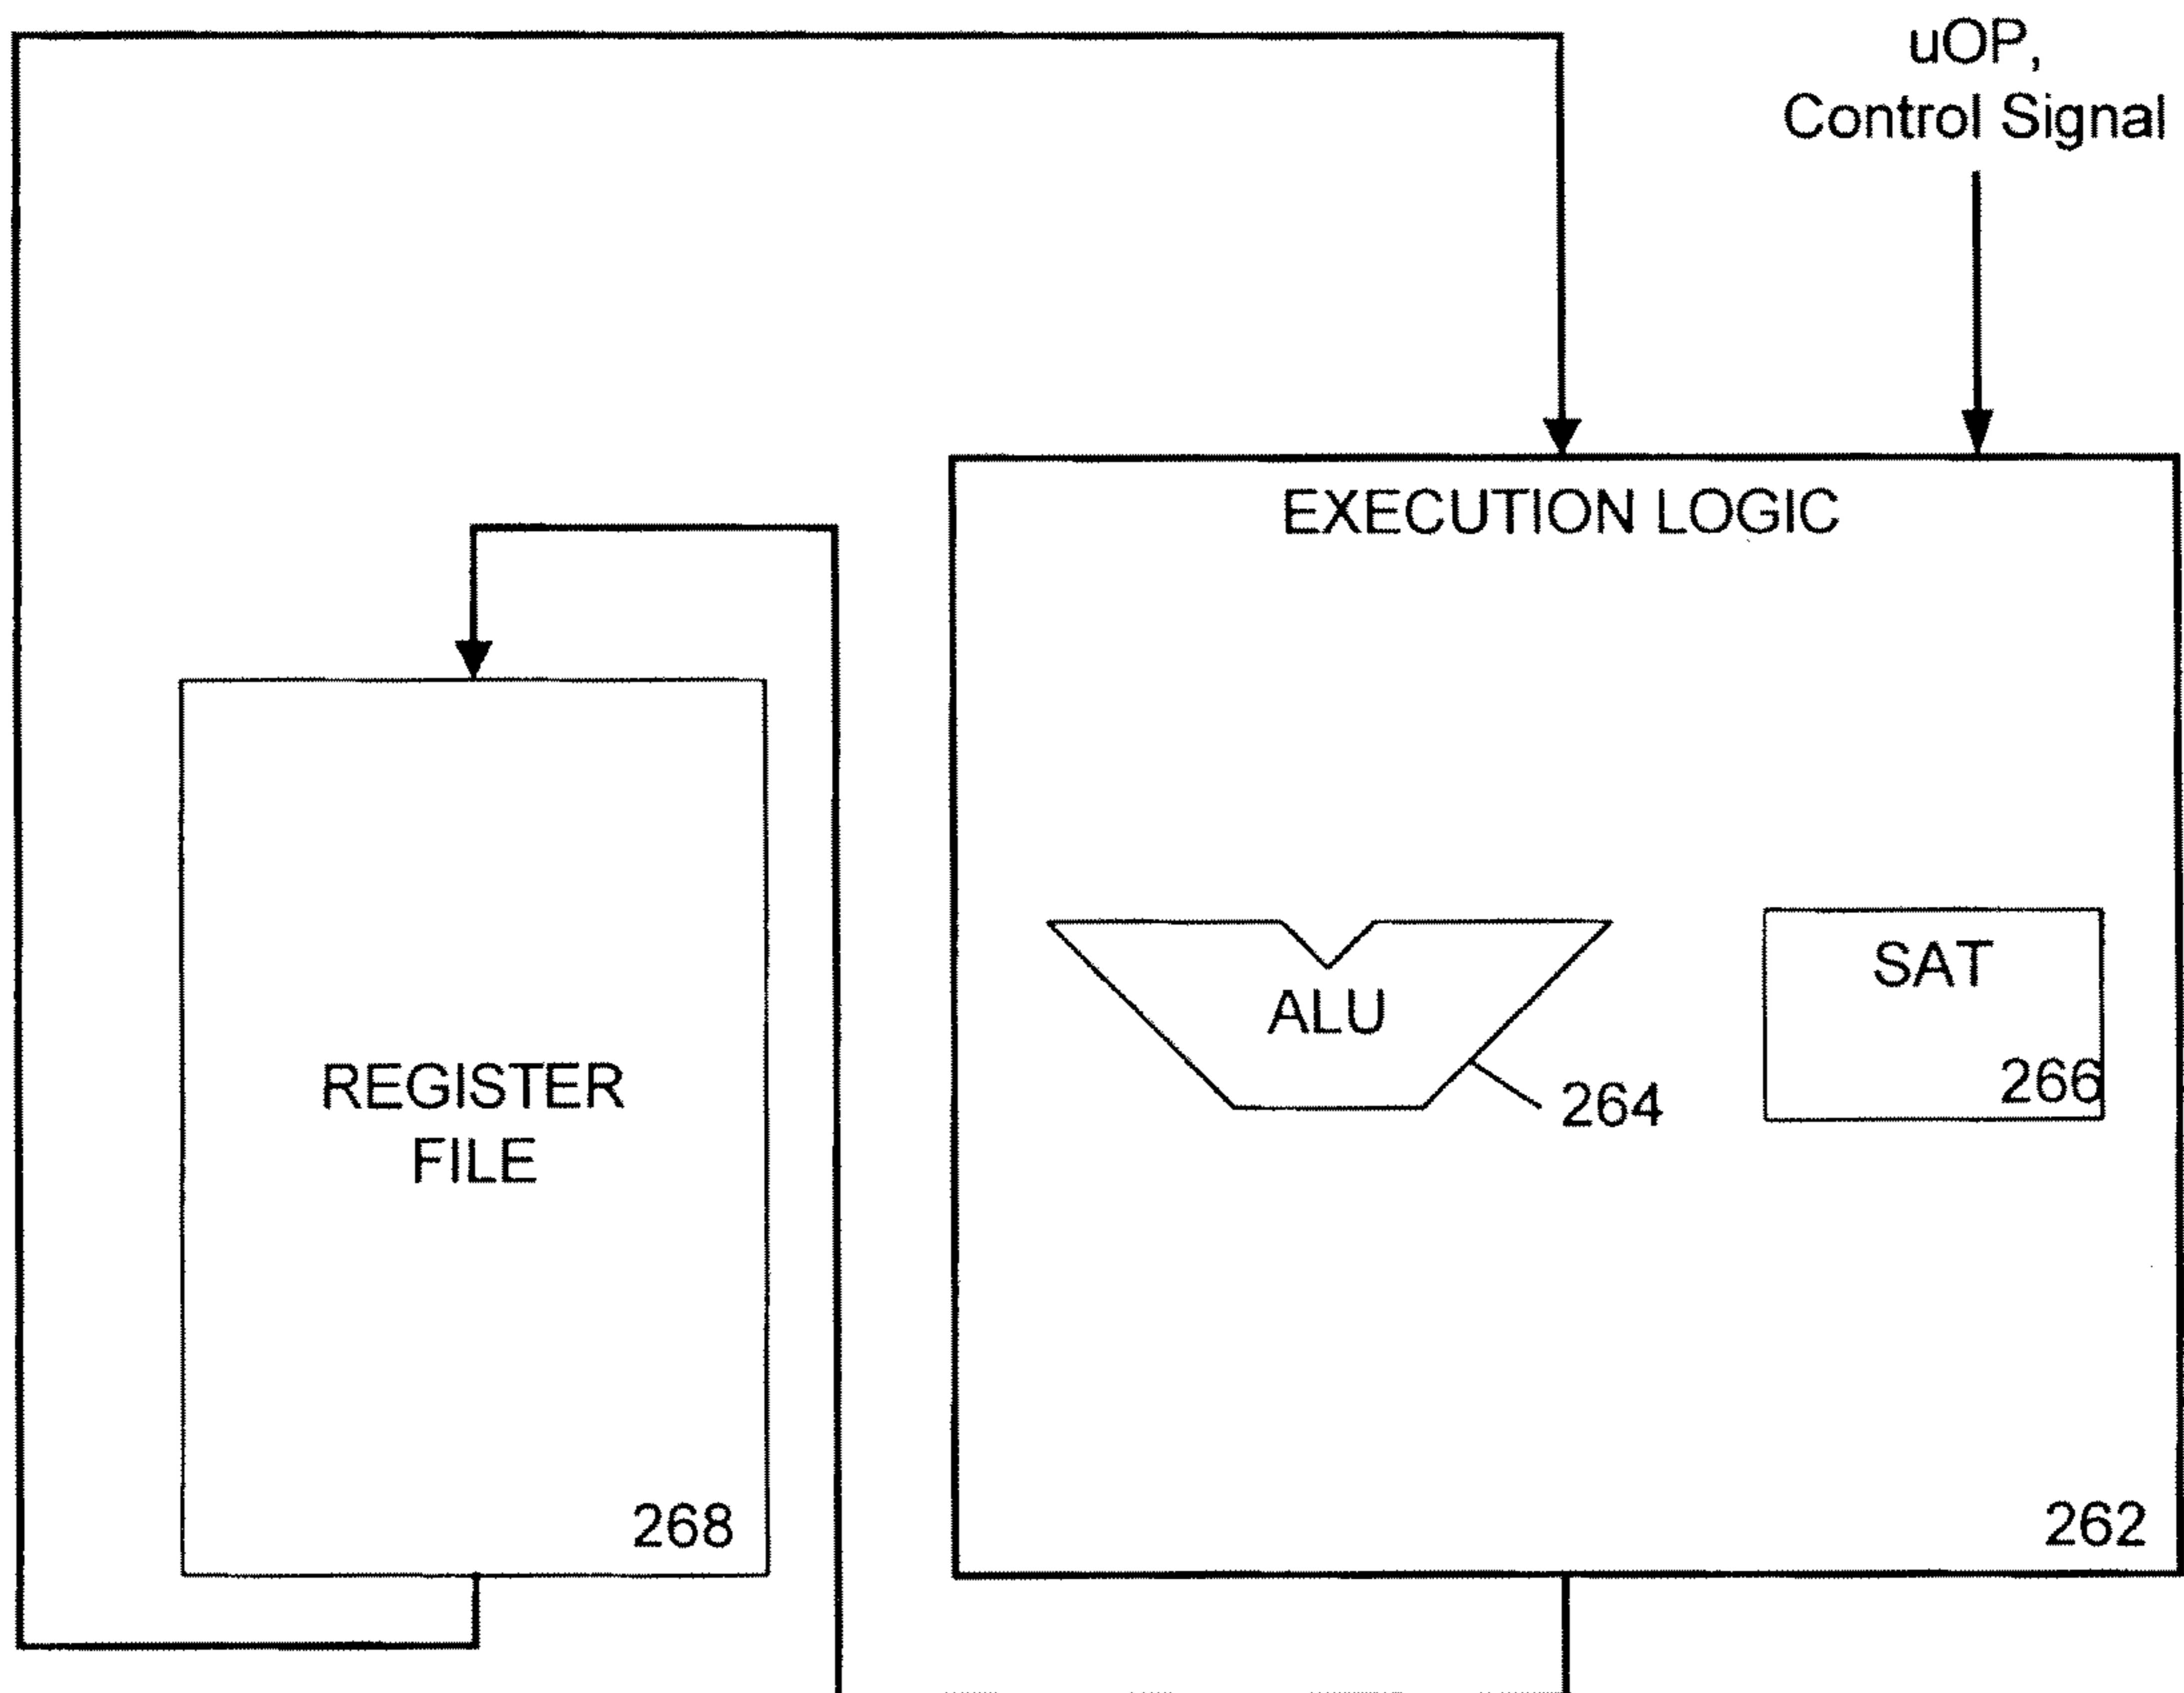 uOP,
Control Signal
EXECUTION LOGIC
SAT
ALU
266
264
REGISTER
FILE
268
262